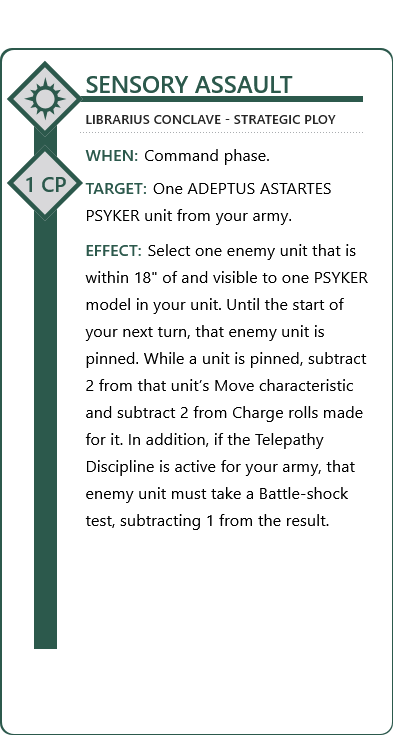 SENSORY ASSAULT
LIBRARIUS CONCLAVE - STRATEGIC PLOY
1 CP
WHEN: Command phase.
TARGET: One ADEPTUS ASTARTES
PSYKER unit from your army.
EFFECT: Select one enemy unit that is
within 18" of and visible to one PSYKER
model in your unit. Until the start of
your next turn, that enemy unit is
pinned. While a unit is pinned, subtract
2 from that unit’s Move characteristic
and subtract 2 from Charge rolls made
for it. In addition, if the Telepathy
Discipline is active for your army, that
enemy unit must take a Battle-shock
test, subtracting 1 from the result.